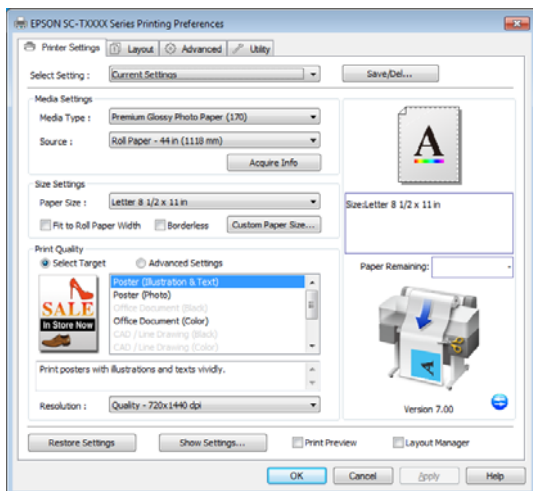 EPSON SC-TXXXX Series Printing Preferences
Printer Settings Layout Advanced Utility
Select Setting : Current Settings Save/Del...
Media Settings
Media Type : Premium Glossy Photo Paper (170)
Source : Roll Paper - 44 in (1118 mm)
Acquire Info
A
Size Settings
Paper Size : Letter 8 1/2 x 11 in
Fit to Roll Paper Width Borderless Custom Paper Size...
Size:Letter 8 1/2 x 11 in
Print Quality
Select Target Advanced Settings
Paper Remaining: -
SALE
In Store Now
Poster (Illustration & Text)
Poster (Photo)
Office Document (Black)
Office Document (Color)
CAD / Line Drawing (Black)
CAD / Line Drawing (Color)
A
Print posters with illustrations and texts vividly.
Resolution : Quality - 720x1440 dpi
Version 7.00
Restore Settings Show Settings... Print Preview Layout Manager
OK Cancel Apply Help